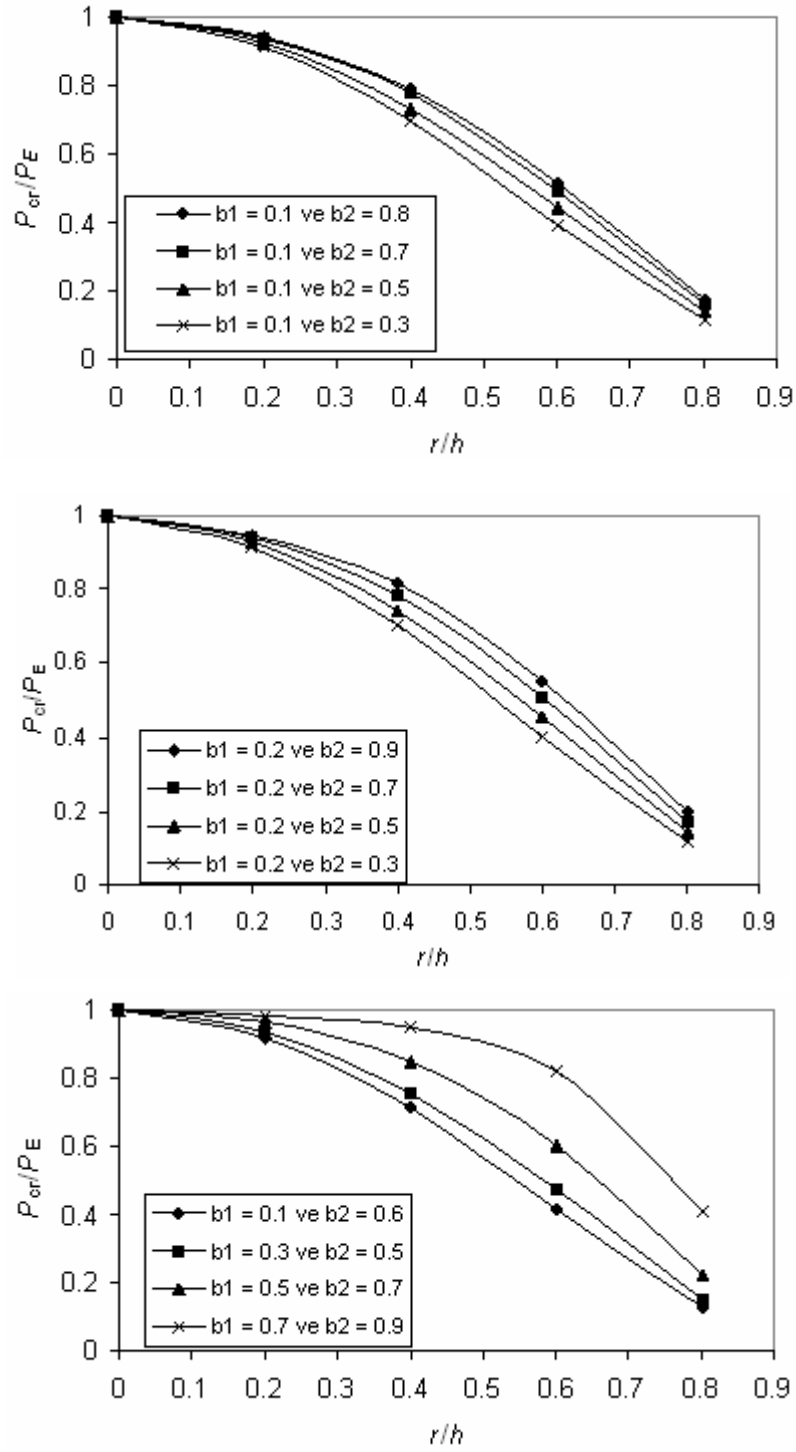 1
0.8
0.6
0.4
0.2
0
Pcr/PE
b1 = 0.1 ve b2 = 0.8
b1 = 0.1 ve b2 = 0.7
b1 = 0.1 ve b2 = 0.5
b1 = 0.1 ve b2 = 0.3
0 0.1 0.2 0.3 0.4 0.5 0.6 0.7 0.8 0.9
r/h
1
0.8
0.6
0.4
0.2
0
Pcr/PE
b1 = 0.2 ve b2 = 0.9
b1 = 0.2 ve b2 = 0.7
b1 = 0.2 ve b2 = 0.5
b1 = 0.2 ve b2 = 0.3
0 0.1 0.2 0.3 0.4 0.5 0.6 0.7 0.8 0.9
r/h
1
0.8
0.6
0.4
0.2
0
Pcr/PE
b1 = 0.1 ve b2 = 0.6
b1 = 0.3 ve b2 = 0.5
b1 = 0.5 ve b2 = 0.7
b1 = 0.7 ve b2 = 0.9
0 0.1 0.2 0.3 0.4 0.5 0.6 0.7 0.8 0.9
r/h